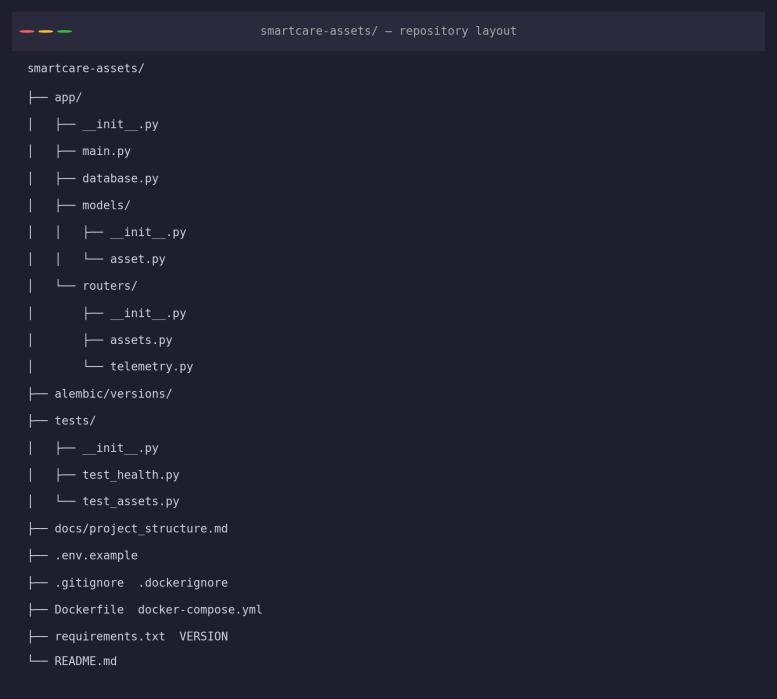 smartcare-assets/ — repository layout
smartcare-assets/
├── app/
│   ├── __init__.py
│   ├── main.py
│   ├── database.py
│   ├── models/
│   │   ├── __init__.py
│   │   └── asset.py
│   └── routers/
│       ├── __init__.py
│       ├── assets.py
│       └── telemetry.py
├── alembic/versions/
├── tests/
│   ├── __init__.py
│   ├── test_health.py
│   └── test_assets.py
├── docs/project_structure.md
├── .env.example
├── .gitignore  .dockerignore
├── Dockerfile  docker-compose.yml
├── requirements.txt  VERSION
└── README.md